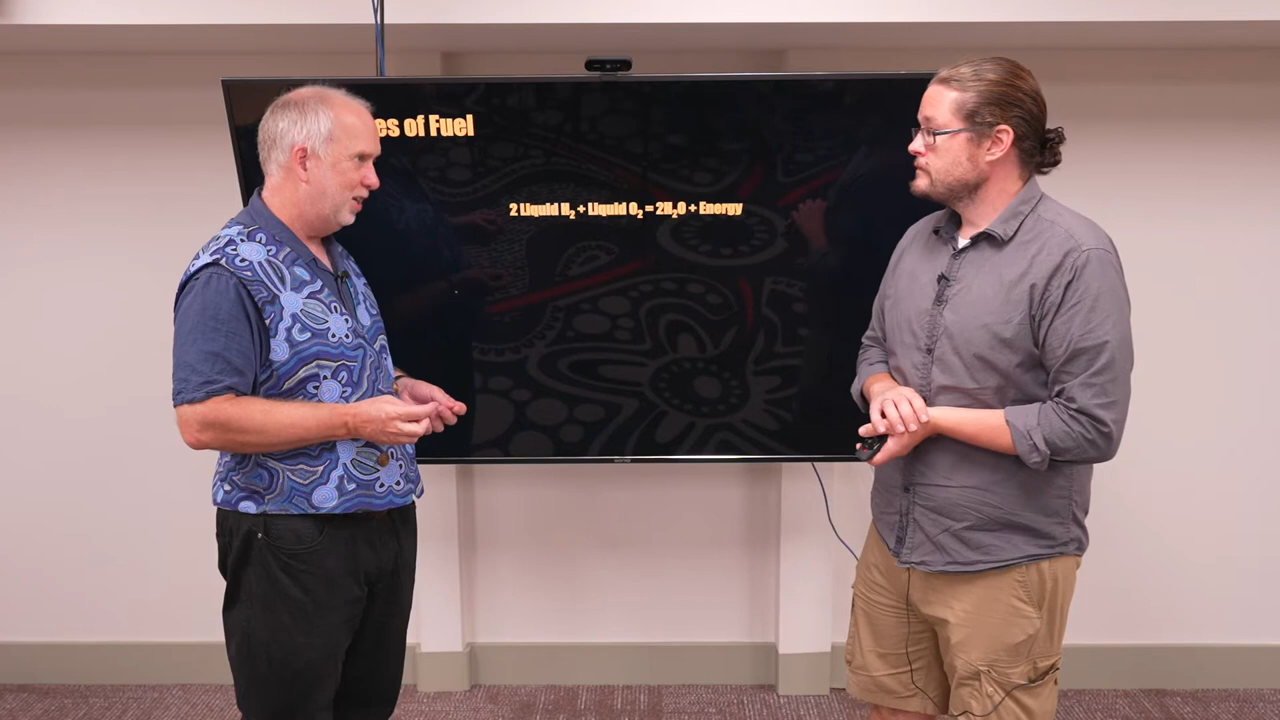 es of Fuel
2 Liquid H₂ + Liquid O₂ = 2H₂O + Energy